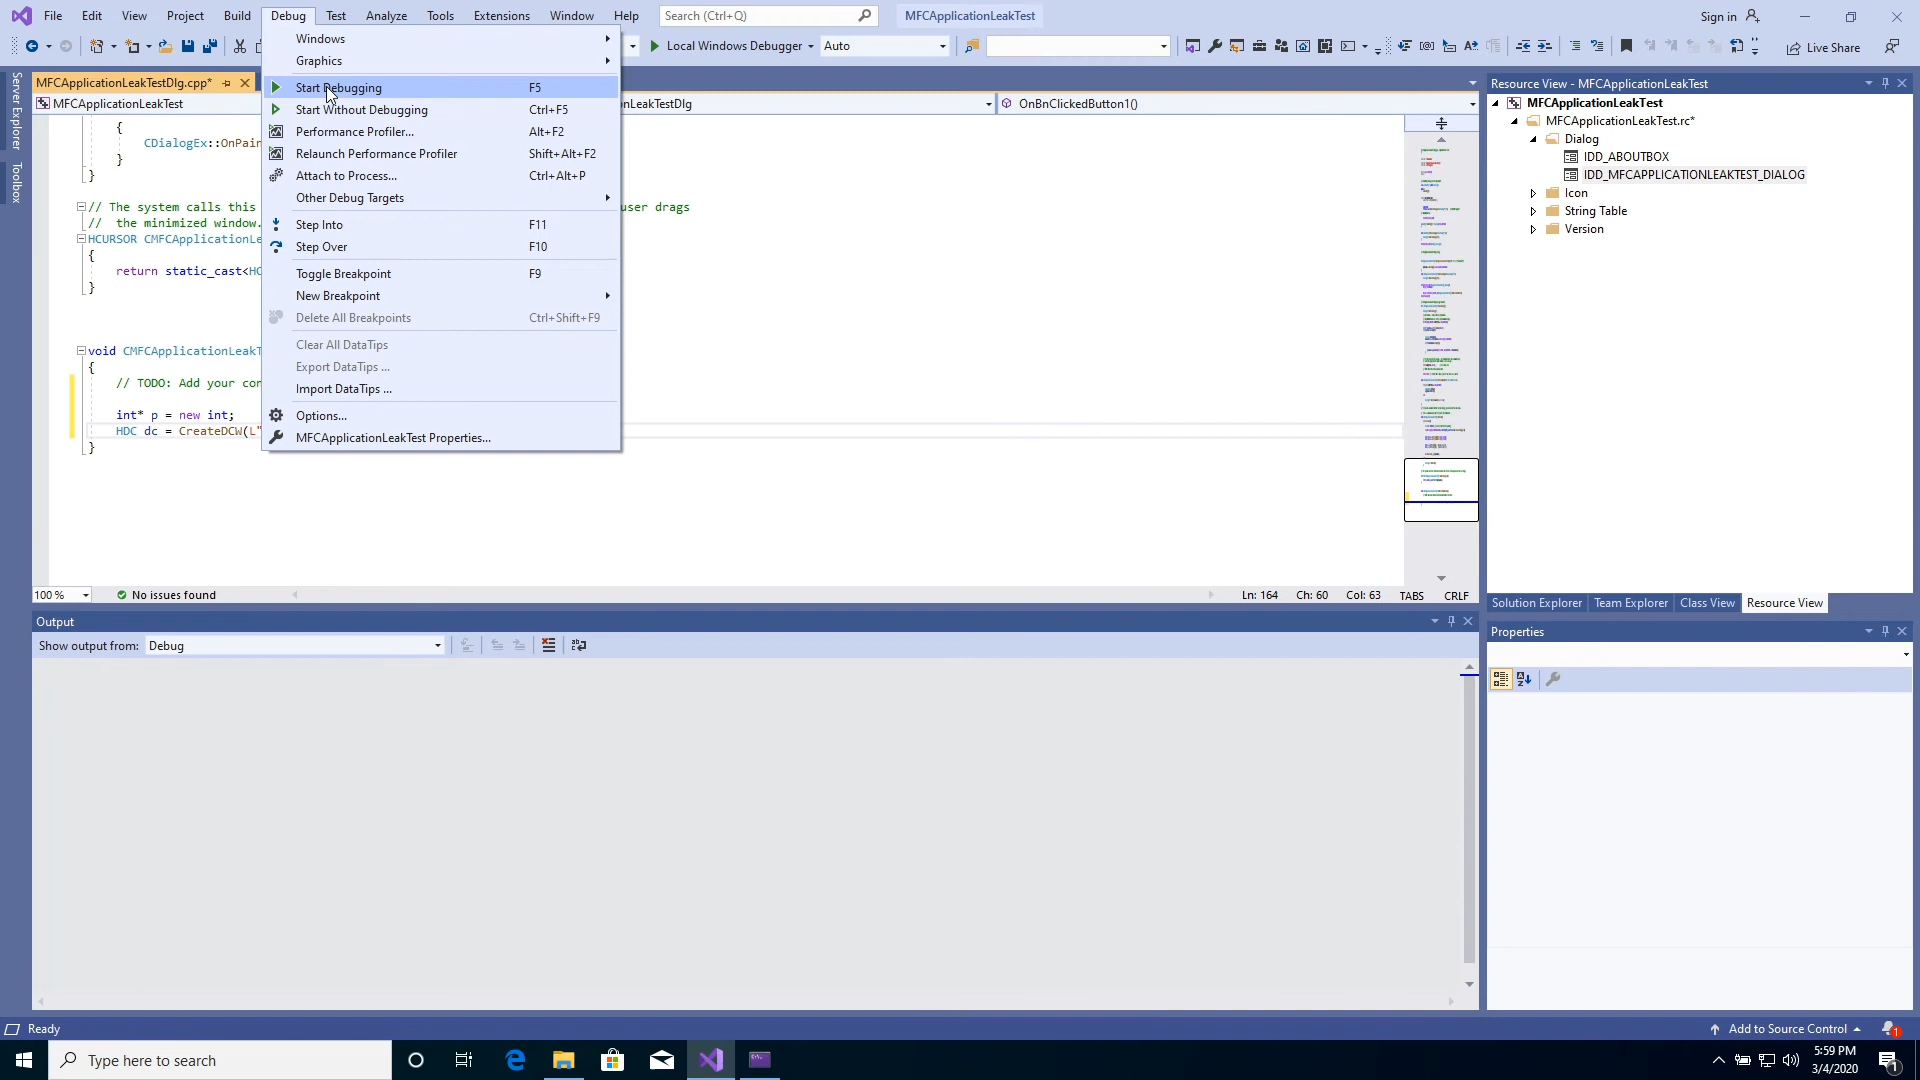 File Edit View Project Build Debug Test Analyze Tools Extensions Window Help Search (Ctrl+Q) MFCApplicationLeakTest Sign in
Local Windows Debugger Auto Live Share
Server Explorer
Toolbox
MFCApplicationLeakTestDlg.cpp*
MFCApplicationLeakTest onLeakTestDlg OnBnClickedButton1()
Windows
Graphics
Start Debugging F5
Start Without Debugging Ctrl+F5
Performance Profiler... Alt+F2
Relaunch Performance Profiler Shift+Alt+F2
Attach to Process... Ctrl+Alt+P
Other Debug Targets
Step Into F11
Step Over F10
Toggle Breakpoint F9
New Breakpoint
Delete All Breakpoints Ctrl+Shift+F9
Clear All DataTips
Export DataTips ...
Import DataTips ...
Options...
MFCApplicationLeakTest Properties...
{
CDialogEx::OnPain
}
}
// The system calls this user drags
// the minimized window.
HCURSOR CMFCApplicationLe
{
return static_cast<HC
}
void CMFCApplicationLeakT
{
// TODO: Add your con
int* p = new int;
HDC dc = CreateDCW(L"
}
100 % No issues found Ln: 164 Ch: 60 Col: 63 TABS CRLF
Output
Show output from: Debug
Resource View - MFCApplicationLeakTest
MFCApplicationLeakTest
MFCApplicationLeakTest.rc*
Dialog
IDD_ABOUTBOX
IDD_MFCAPPLICATIONLEAKTEST_DIALOG
Icon
String Table
Version
Solution Explorer Team Explorer Class View Resource View
Properties
Ready Add to Source Control 1
Type here to search
5:59 PM
3/4/2020
1